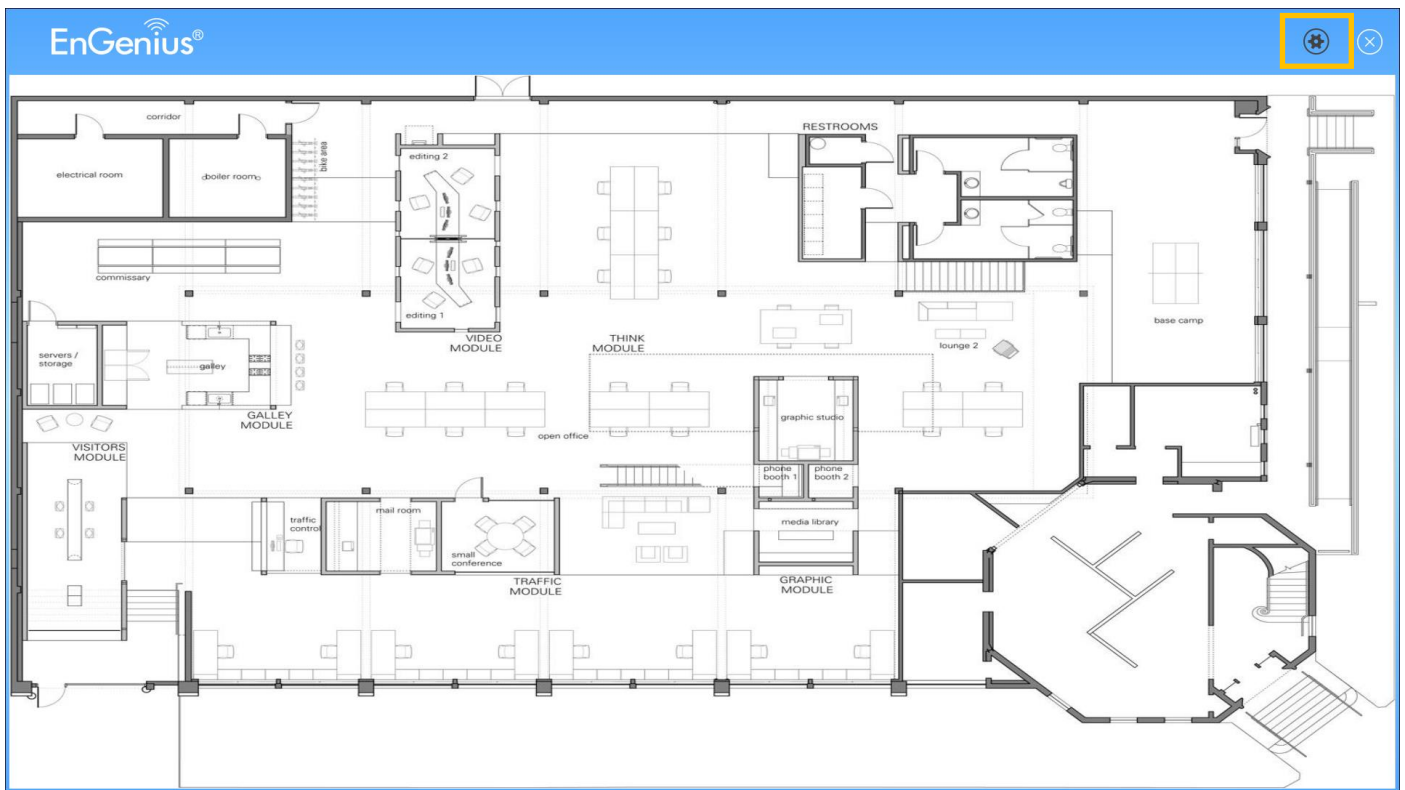 EnGenius®
corridor
RESTROOMS
electrical room
boiler room
bike area
editing 2
commissary
editing 1
VIDEO
MODULE
THINK
MODULE
lounge 2
base camp
servers /
storage
galley
GALLEY
MODULE
graphic studio
open office
VISITORS
MODULE
phone
booth 1
phone
booth 2
mail room
traffic
control
media library
small
conference
TRAFFIC
MODULE
GRAPHIC
MODULE